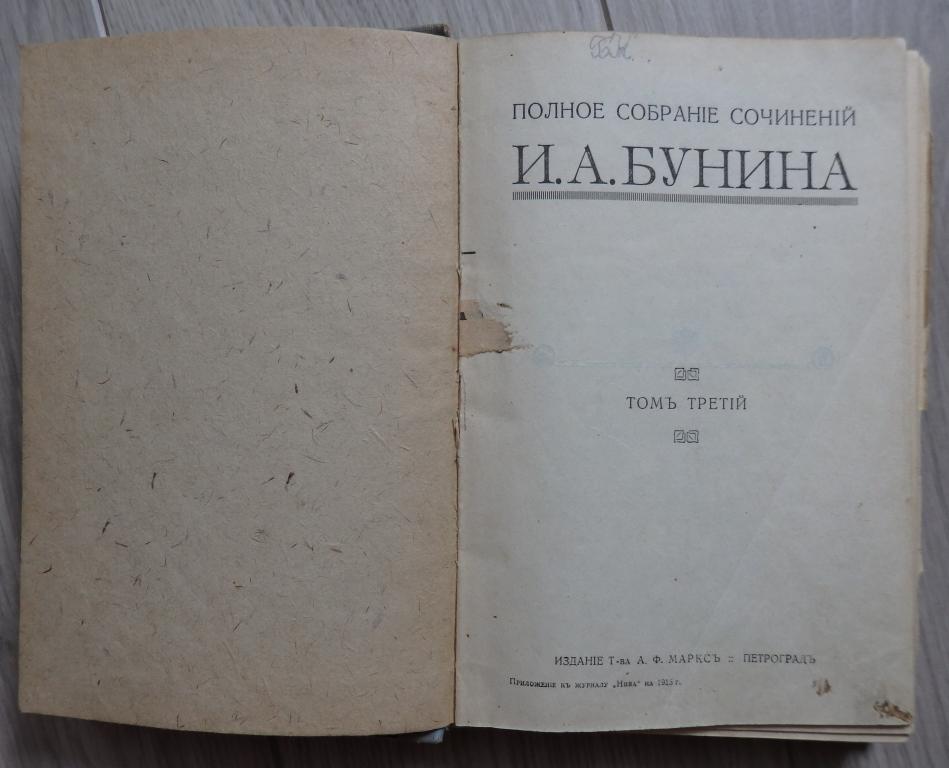 ПОЛНОЕ СОБРАНІЕ СОЧИНЕНІЙ
И. А. БУНИНА
ТОМЪ ТРЕТІЙ
ИЗДАНІЕ Т-ва А. Ф. МАРКСЪ :: ПЕТРОГРАДЪ
Приложеніе къ журналу „Нива" на 1915 г.